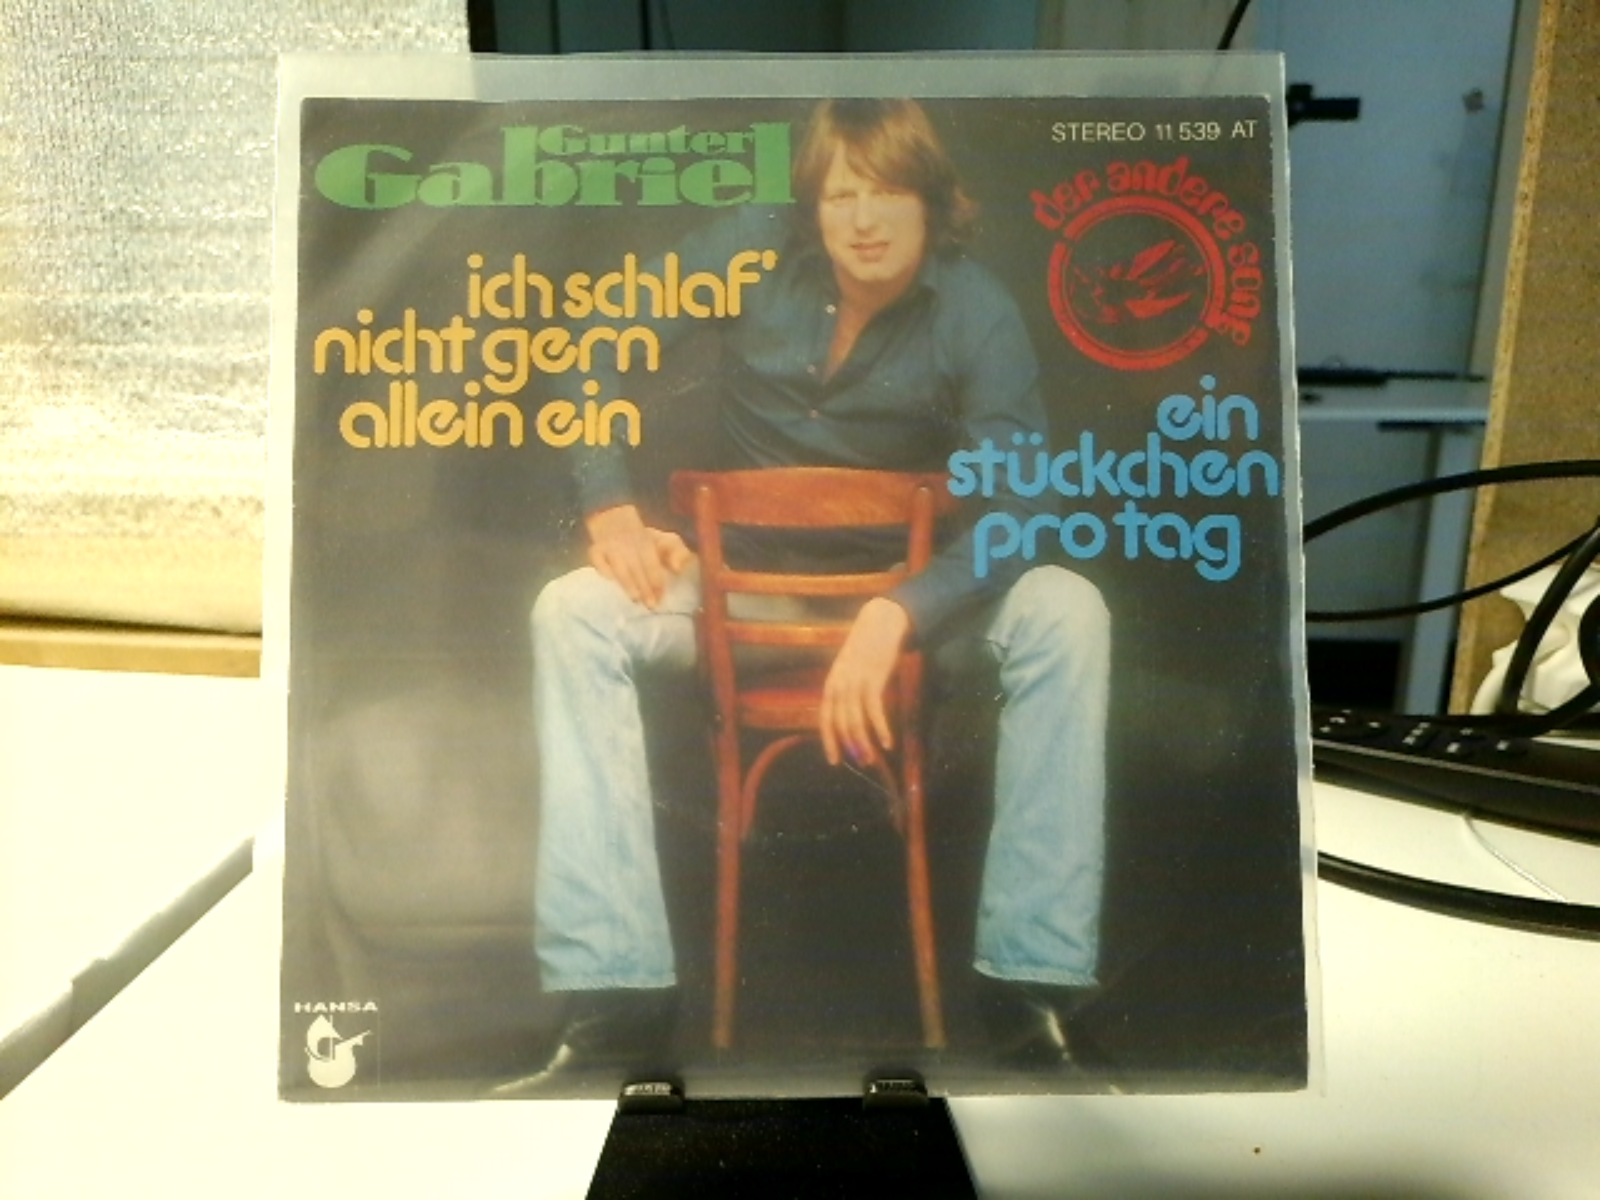 Gunter
Gabriel
STEREO 11 539 AT
der andere song
ich schlaf'
nicht gern
allein ein
ein
stückchen
pro tag
HANSA